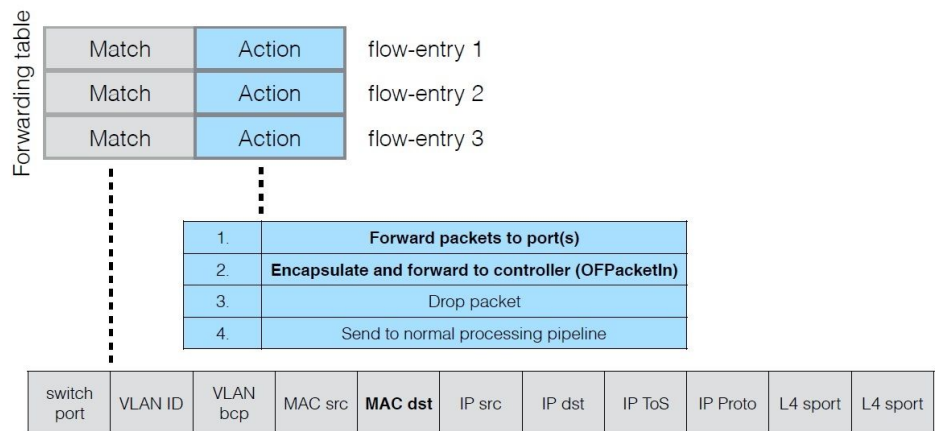 Forwarding table
Match Action flow-entry 1
Match Action flow-entry 2
Match Action flow-entry 3
1. Forward packets to port(s)
2. Encapsulate and forward to controller (OFPacketIn)
3. Drop packet
4. Send to normal processing pipeline
switch port VLAN ID VLAN bcp MAC src MAC dst IP src IP dst IP ToS IP Proto L4 sport L4 sport